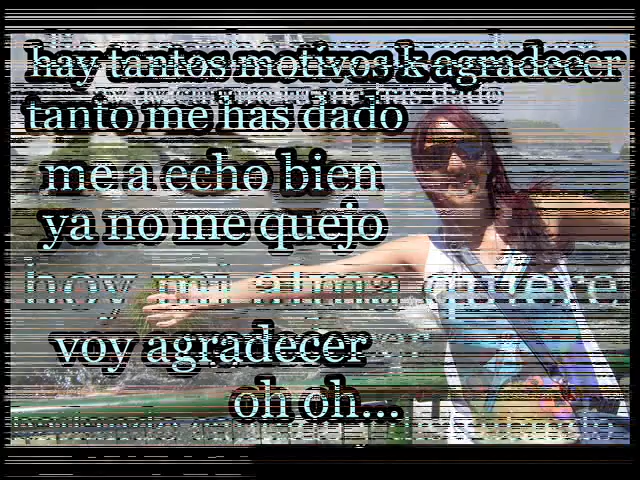 hay tantos motivos k agradecer
tanto me has dado
me a echo bien
ya no me quejo
hoy mi alma quiere
voy agradecer
oh oh...